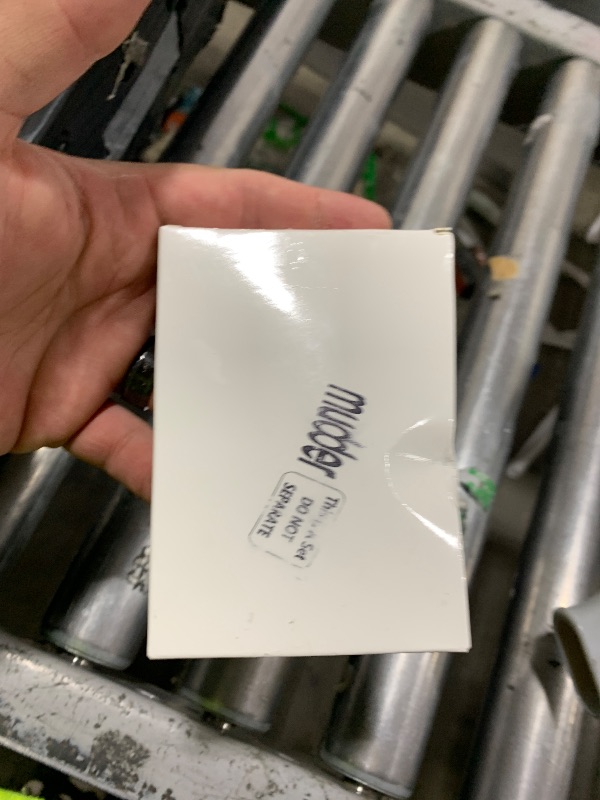 mudder
This is A Set
DO NOT
SEPARATE